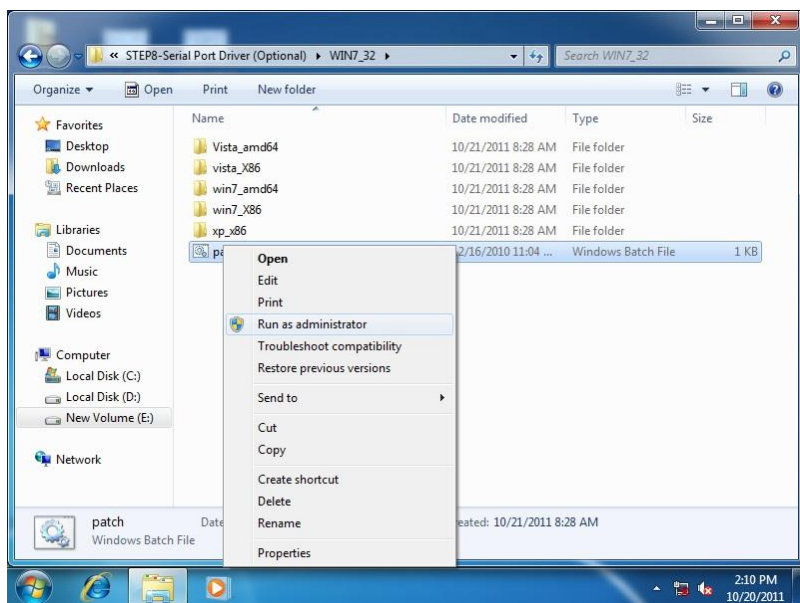 « STEP8-Serial Port Driver (Optional) ▸ WIN7_32 ▸
Search WIN7_32
Organize ▾ Open Print New folder
Favorites
Desktop
Downloads
Recent Places
Libraries
Documents
Music
Pictures
Videos
Computer
Local Disk (C:)
Local Disk (D:)
New Volume (E:)
Network
Name Date modified Type Size
Vista_amd64 10/21/2011 8:28 AM File folder
vista_X86 10/21/2011 8:28 AM File folder
win7_amd64 10/21/2011 8:28 AM File folder
win7_X86 10/21/2011 8:28 AM File folder
xp_x86 10/21/2011 8:28 AM File folder
2/16/2010 11:04 ... Windows Batch File 1 KB
Open
Edit
Print
Run as administrator
Troubleshoot compatibility
Restore previous versions
Send to
Cut
Copy
Create shortcut
Delete
Rename
Properties
patch Date 10/21/2011 8:28 AM
Windows Batch File
2:10 PM
10/20/2011